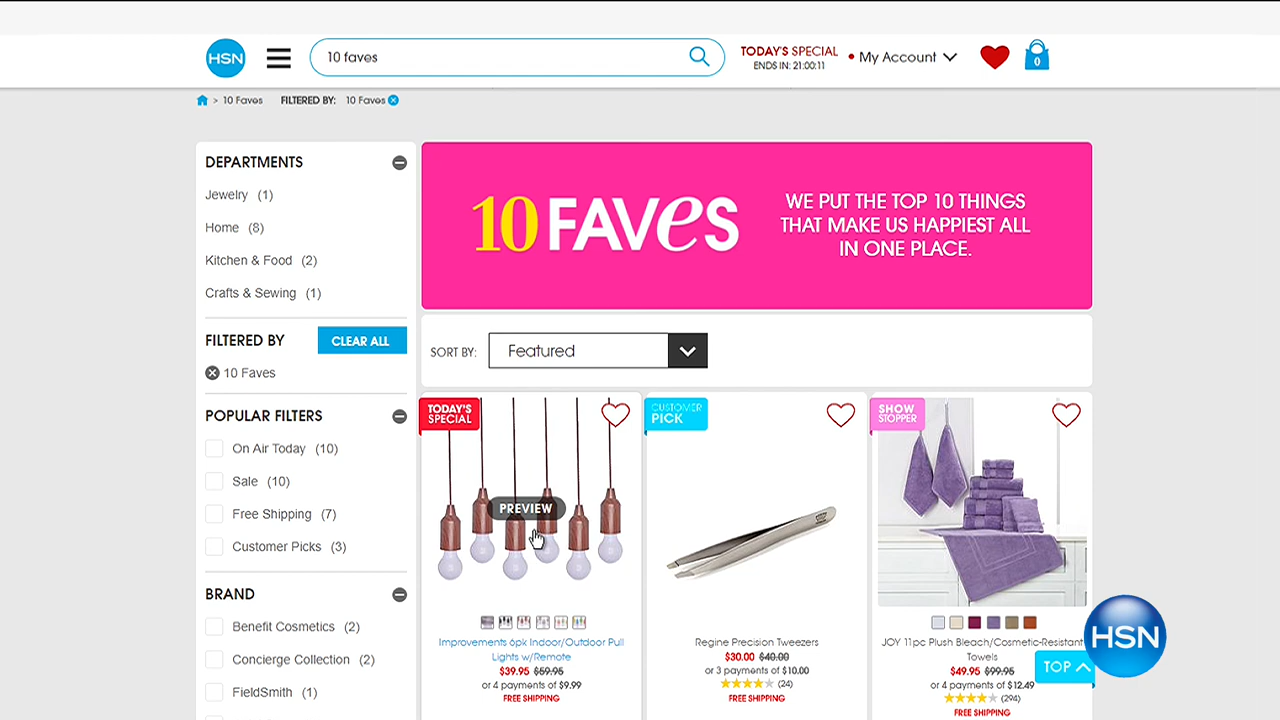 HSN
10 faves
TODAY'S SPECIAL
ENDS IN: 21:00:11
My Account
0
> 10 Faves
FILTERED BY:
10 Faves
DEPARTMENTS
Jewelry (1)
Home (8)
Kitchen & Food (2)
Crafts & Sewing (1)
FILTERED BY
CLEAR ALL
10 Faves
POPULAR FILTERS
On Air Today (10)
Sale (10)
Free Shipping (7)
Customer Picks (3)
BRAND
Benefit Cosmetics (2)
Concierge Collection (2)
FieldSmith (1)
10 FAVeS
WE PUT THE TOP 10 THINGS
THAT MAKE US HAPPIEST ALL
IN ONE PLACE.
SORT BY:
Featured
TODAY'S
SPECIAL
PREVIEW
Improvements 6pk Indoor/Outdoor Pull
Lights w/Remote
$39.95 $59.95
or 4 payments of $9.99
FREE SHIPPING
CUSTOMER
PICK
Regine Precision Tweezers
$30.00 $40.00
or 3 payments of $10.00
(24)
FREE SHIPPING
SHOW
STOPPER
JOY 11pc Plush Bleach/Cosmetic-Resistant
Towels
$49.95 $99.95
or 4 payments of $12.49
(294)
FREE SHIPPING
TOP
HSN